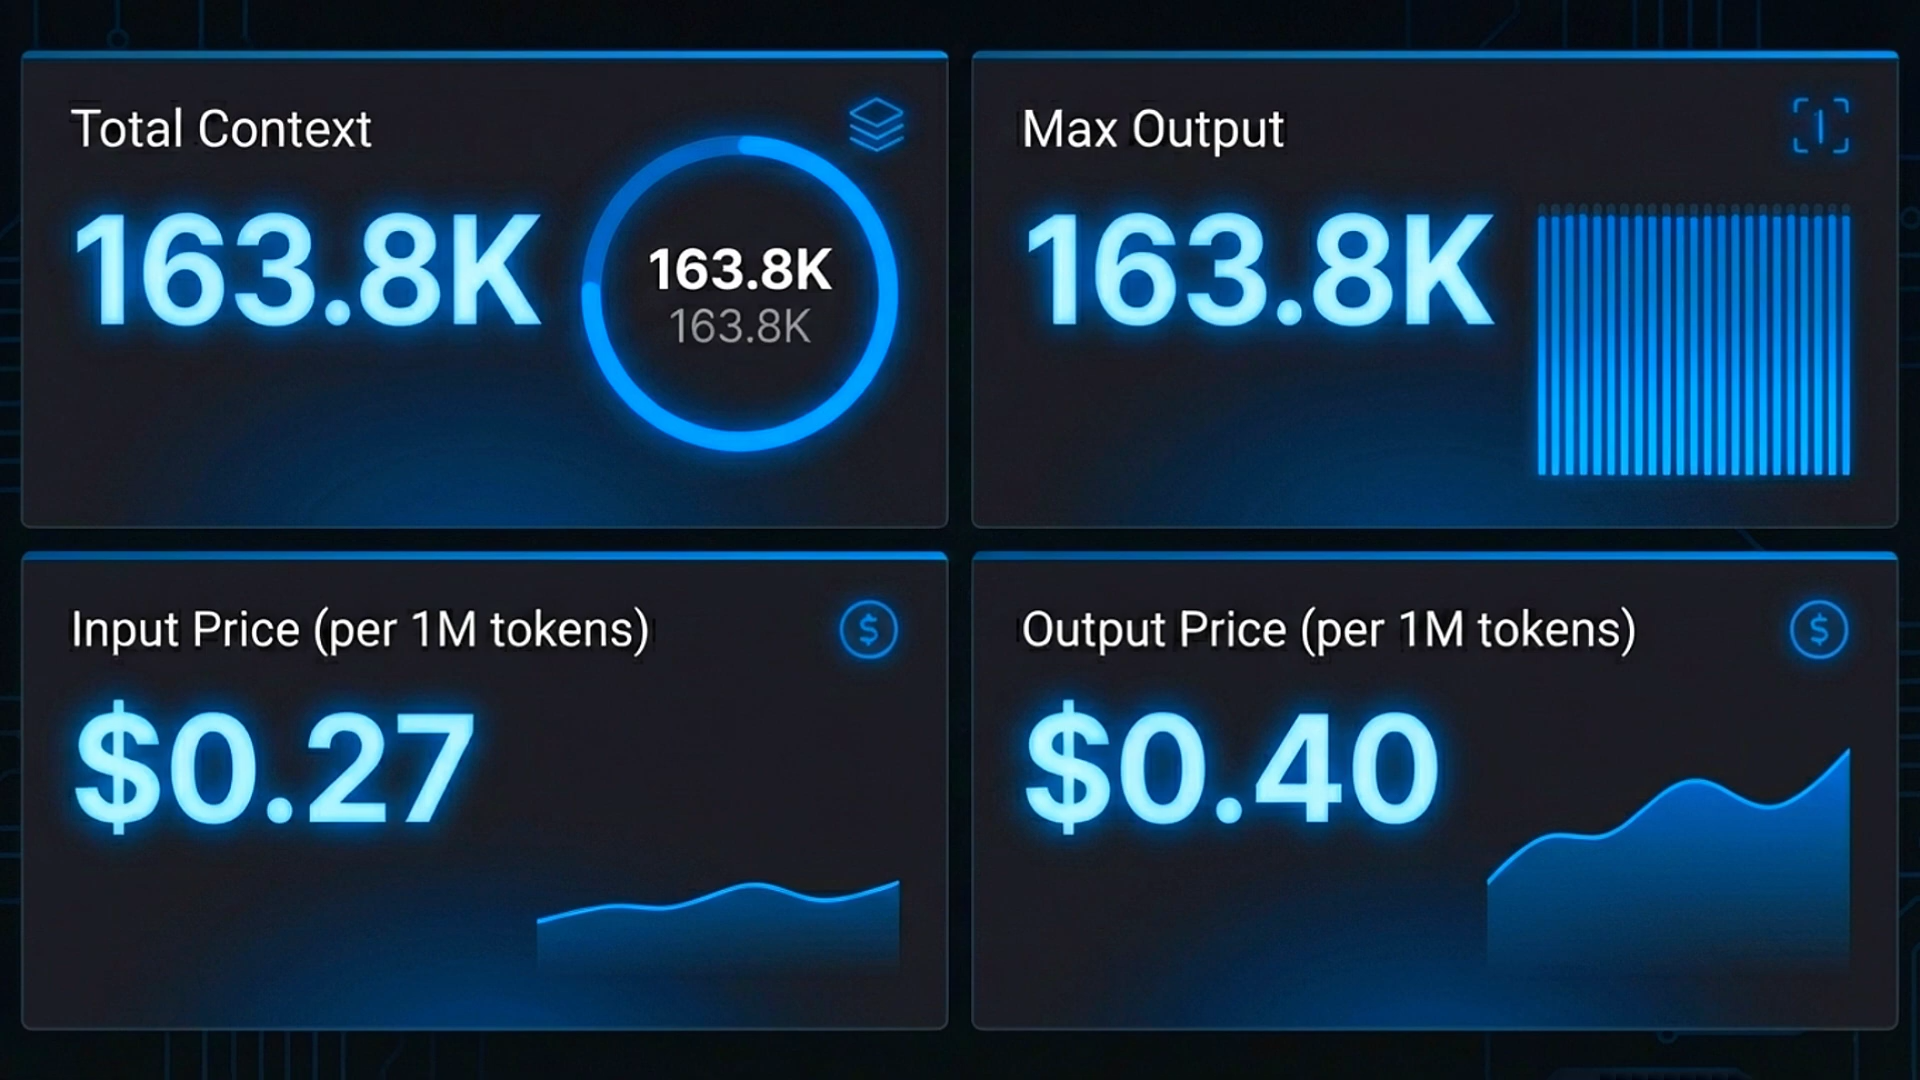 Total Context
163.8K
163.8K
163.8K
Max Output
1
163.8K
Input Price (per 1M tokens)
$
$0.27
Output Price (per 1M tokens)
$
$0.40